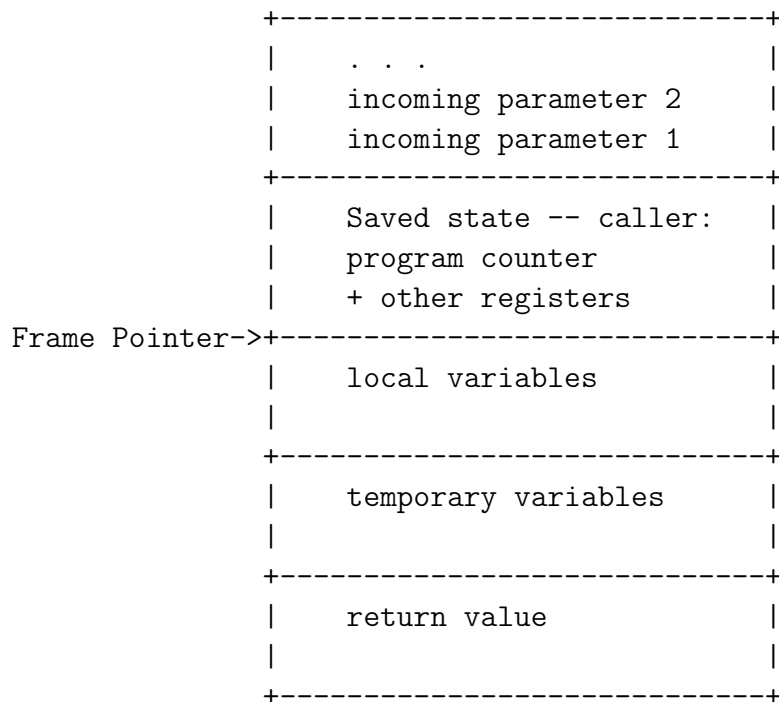 +-----------------------------+
|    . . .                    |
|    incoming parameter 2     |
|    incoming parameter 1     |
+-----------------------------+
|    Saved state -- caller:   |
|    program counter          |
|    + other registers        |
Frame Pointer->+-----------------------------+
|    local variables          |
|                             |
+-----------------------------+
|    temporary variables      |
|                             |
+-----------------------------+
|    return value             |
|                             |
+-----------------------------+